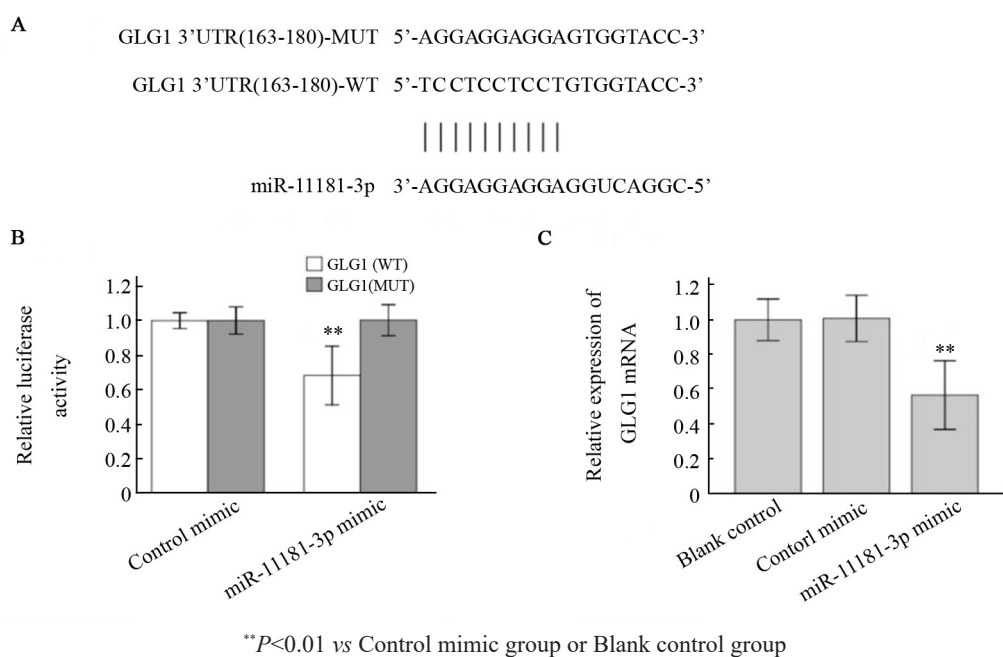 A
GLG1 3’UTR(163-180)-MUT 5’-AGGAGGAGGAGTGGTACC-3’
GLG1 3’UTR(163-180)-WT 5’-TCCTCCTCCTGTGGTACC-3’
miR-11181-3p 3’-AGGAGGAGGAGGUCAGGC-5’
B
GLG1 (WT)
GLG1(MUT)
Relative luciferase
activity
1.2
1.0
0.8
0.6
0.4
0.2
0
**
Control mimic
miR-11181-3p mimic
C
Relative expression of
GLG1 mRNA
1.2
1.0
0.8
0.6
0.4
0.2
0
**
Blank control
Contorl mimic
miR-11181-3p mimic
**P<0.01 vs Control mimic group or Blank control group